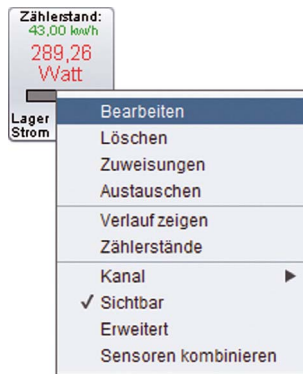 Zählerstand:
43,00 kw/h
289,26
Watt
Lager
Strom
Bearbeiten
Löschen
Zuweisungen
Austauschen
Verlauf zeigen
Zählerstände
Kanal
Sichtbar
Erweitert
Sensoren kombinieren